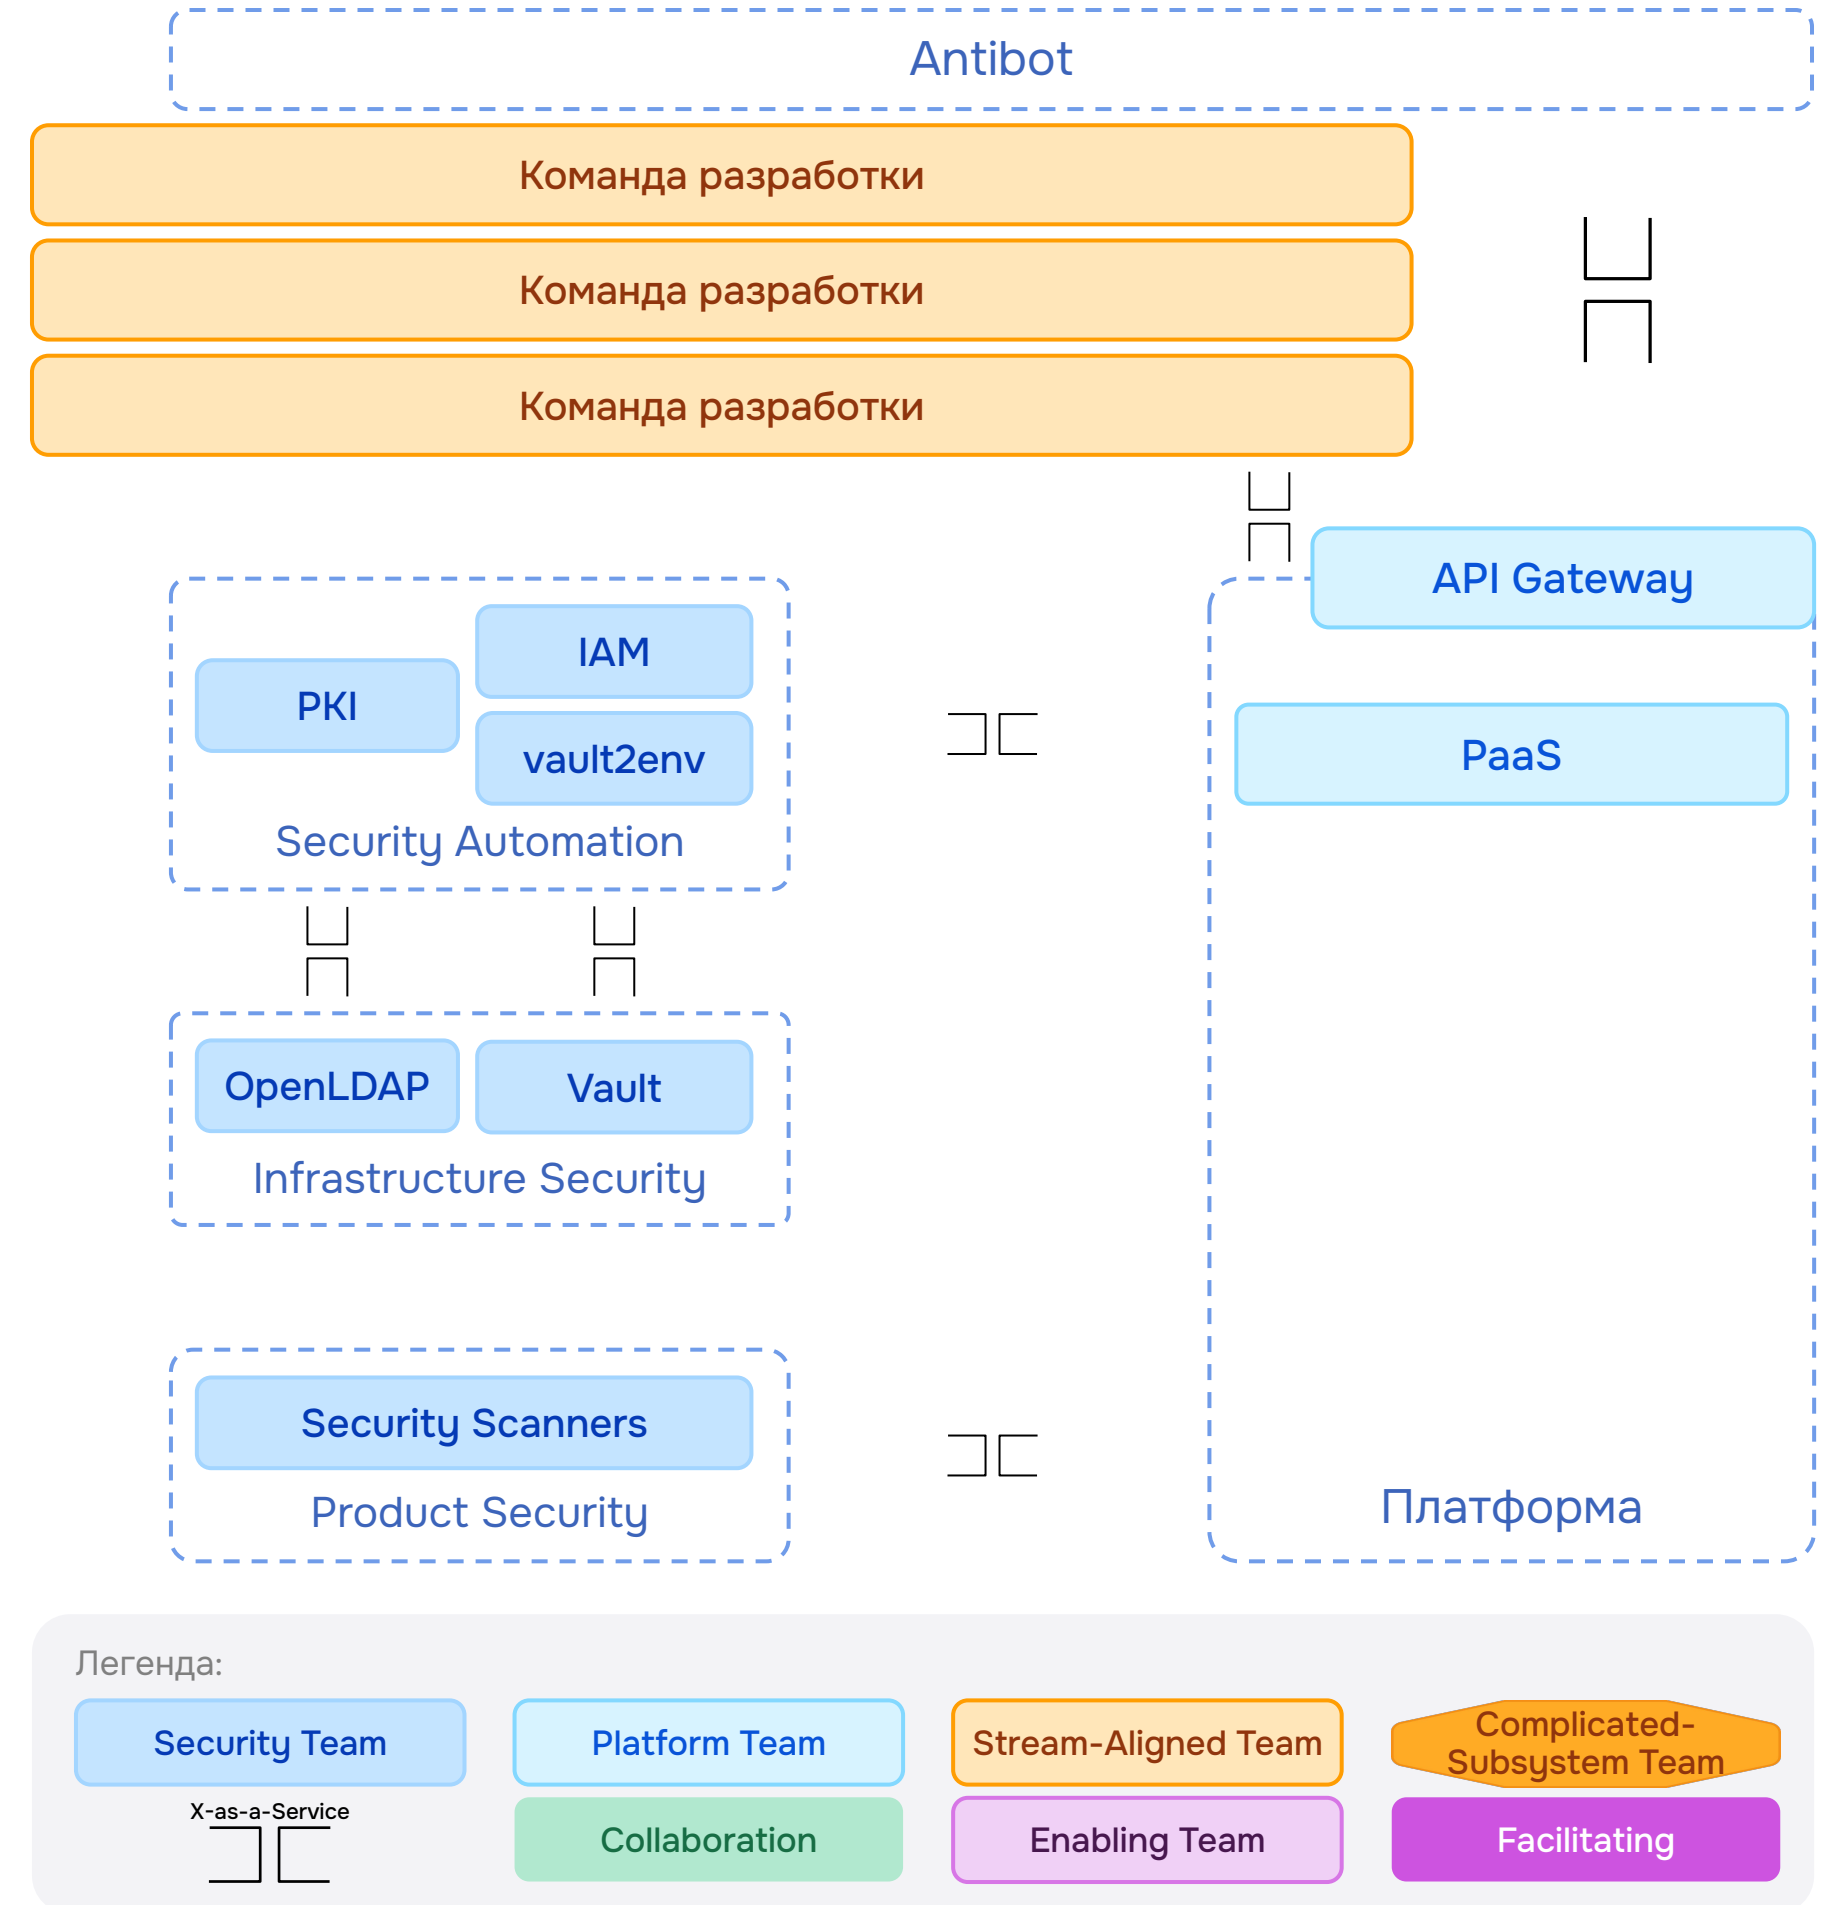 Antibot
Команда разработки
Команда разработки
Команда разработки
API Gateway
IAM
PKI
vault2env
PaaS
Security Automation
OpenLDAP
Vault
Infrastructure Security
Security Scanners
Product Security
Платформа
Легенда:
Security Team
Platform Team
Stream-Aligned Team
Complicated-
Subsystem Team
X-as-a-Service
Collaboration
Enabling Team
Facilitating